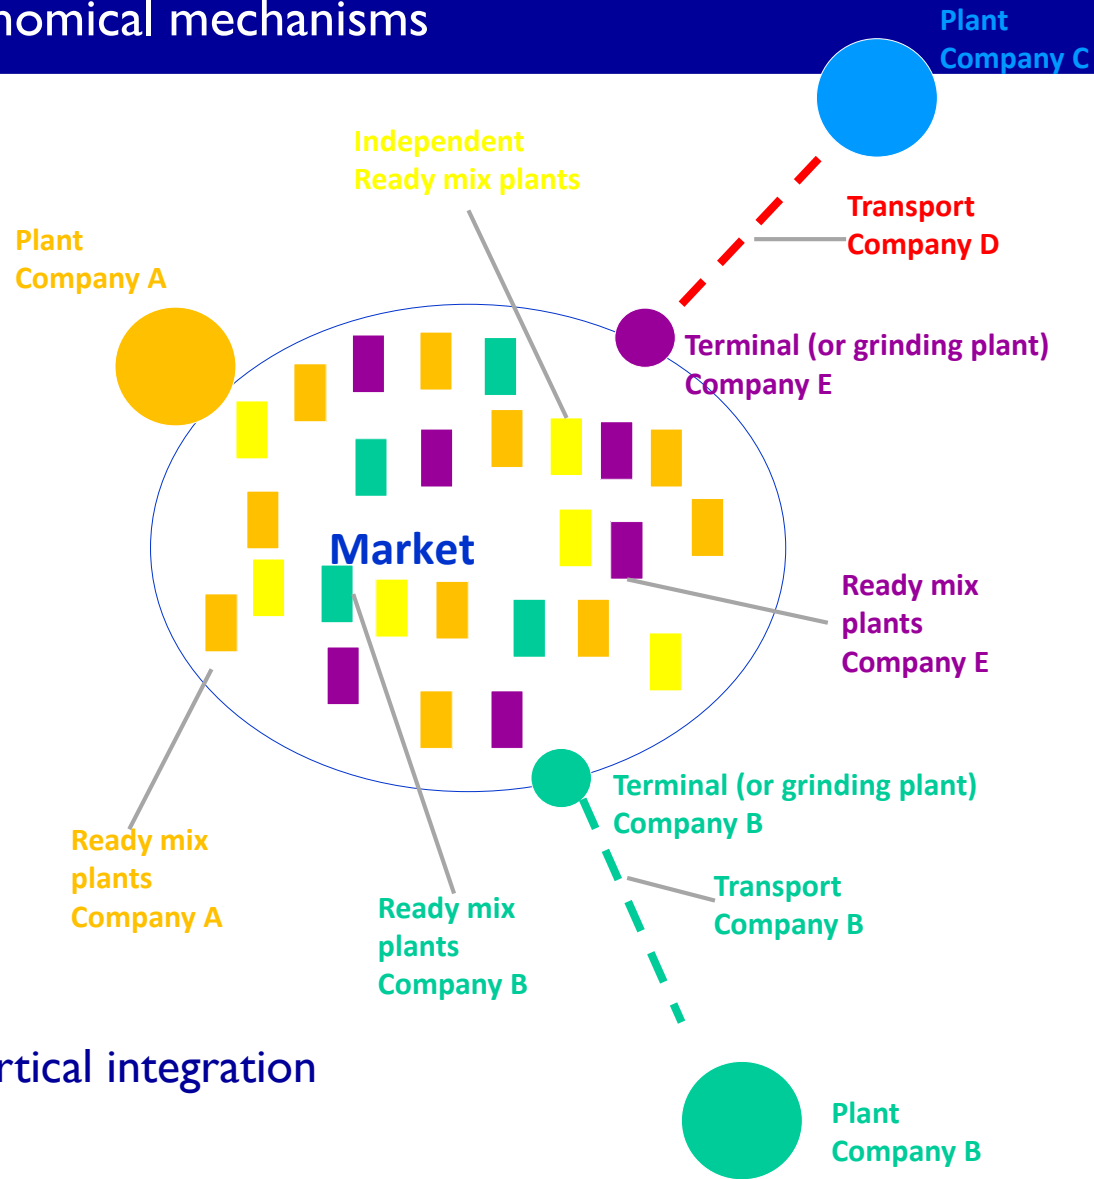 nomical mechanisms
Plant
Company C
Independent
Ready mix plants
Transport
Company D
Plant
Company A
Terminal (or grinding plant)
Company E
Market
Ready mix
plants
Company E
Terminal (or grinding plant)
Company B
Ready mix
plants
Company A
Ready mix
plants
Company B
Transport
Company B
rtical integration
Plant
Company B